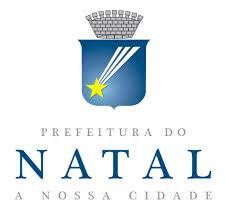 PREFEITURA DO
NATAL
A NOSSA CIDADE